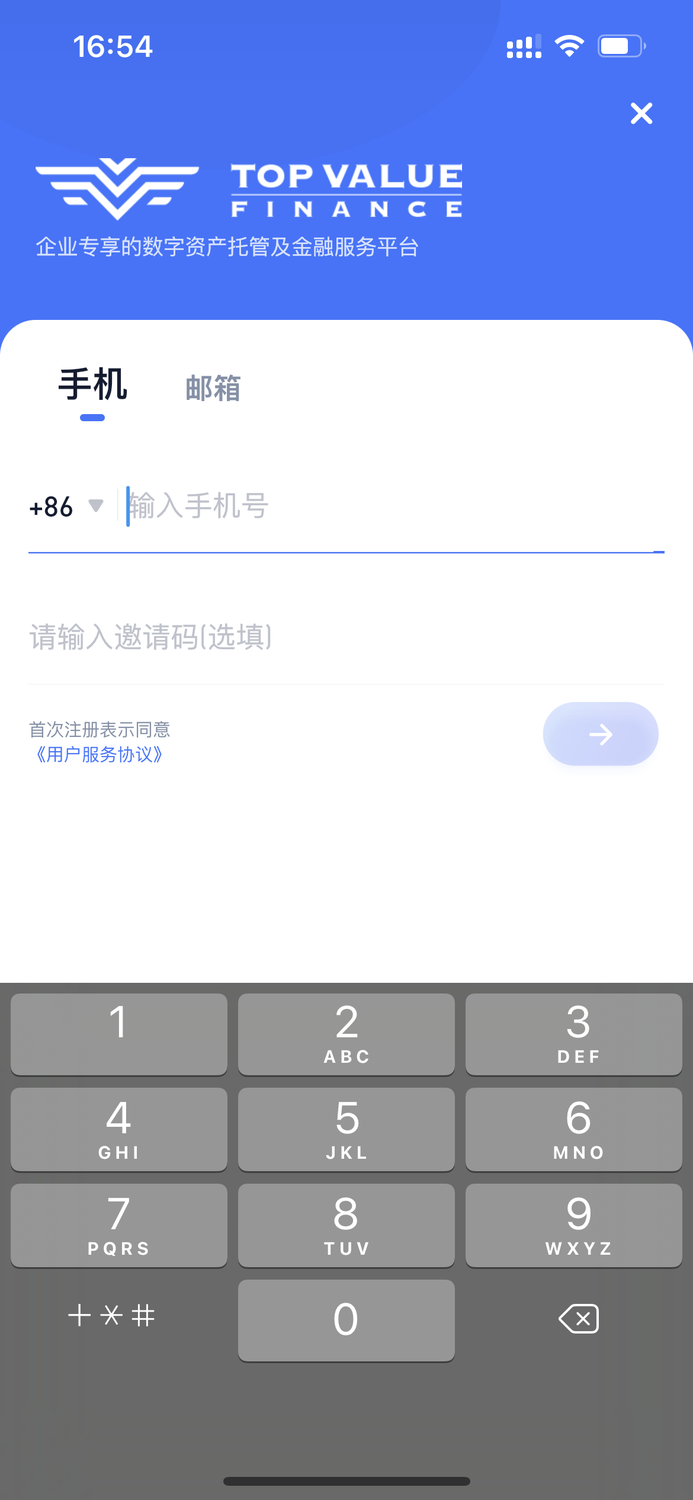 16:54
TOP VALUE
FINANCE
企业专享的数字资产托管及金融服务平台
手机 邮箱
+86 输入手机号
请输入邀请码(选填)
首次注册表示同意
《用户服务协议》
1 2 3
ABC DEF
4 5 6
GHI JKL MNO
7 8 9
PQRS TUV WXYZ
+*# 0